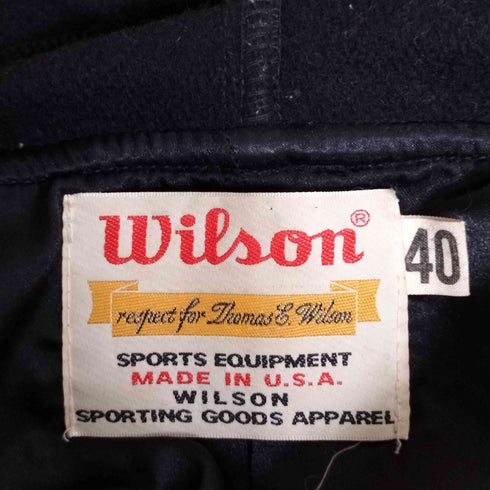 Wilson®
40
respect for Thomas E. Wilson
SPORTS EQUIPMENT
MADE IN U.S.A.
WILSON
SPORTING GOODS APPAREL